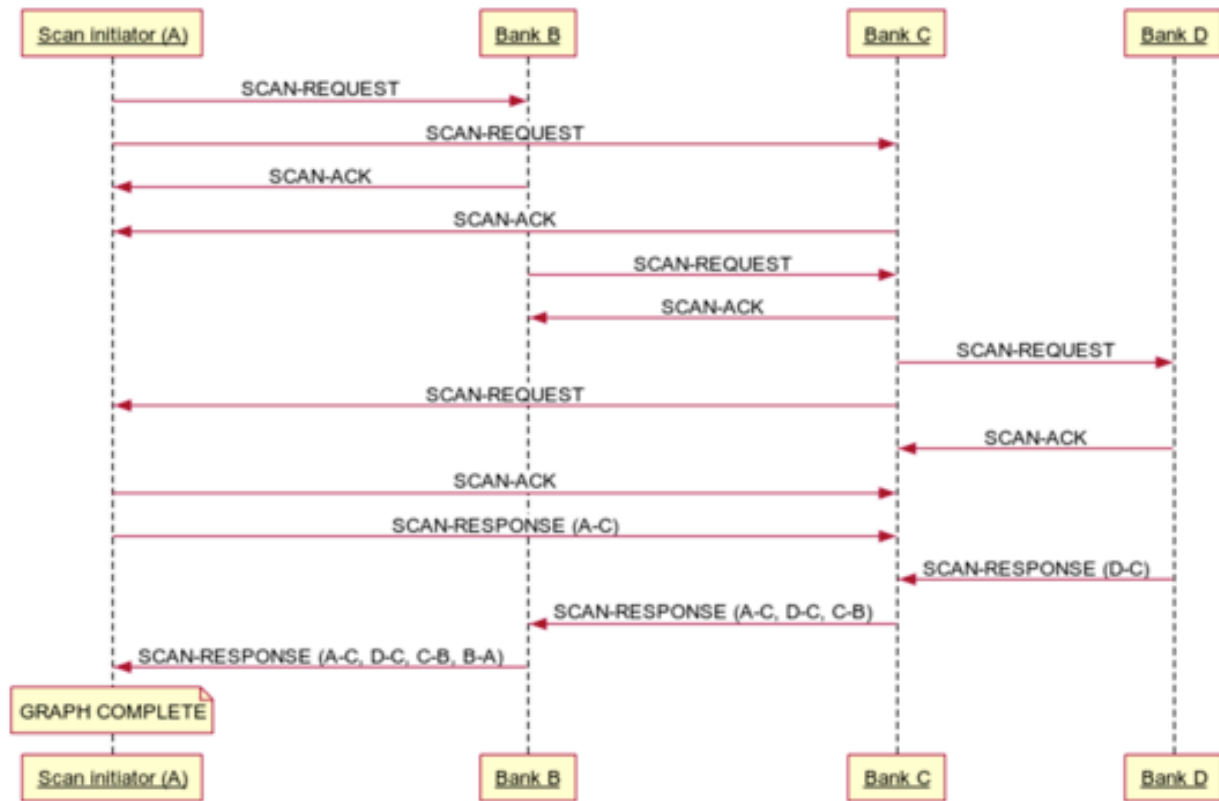 Scan initiator (A)
Bank B
Bank C
Bank D
SCAN-REQUEST
SCAN-REQUEST
SCAN-ACK
SCAN-ACK
SCAN-REQUEST
SCAN-ACK
SCAN-REQUEST
SCAN-REQUEST
SCAN-ACK
SCAN-ACK
SCAN-RESPONSE (A-C)
SCAN-RESPONSE (D-C)
SCAN-RESPONSE (A-C, D-C, C-B)
SCAN-RESPONSE (A-C, D-C, C-B, B-A)
GRAPH COMPLETE
Scan initiator (A)
Bank B
Bank C
Bank D